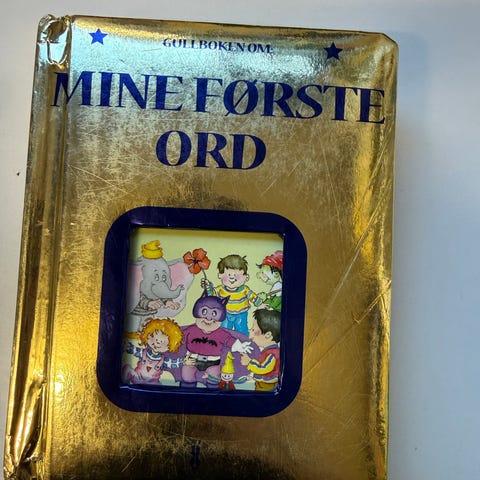 GULLBOKEN OM:
MINE FØRSTE
ORD